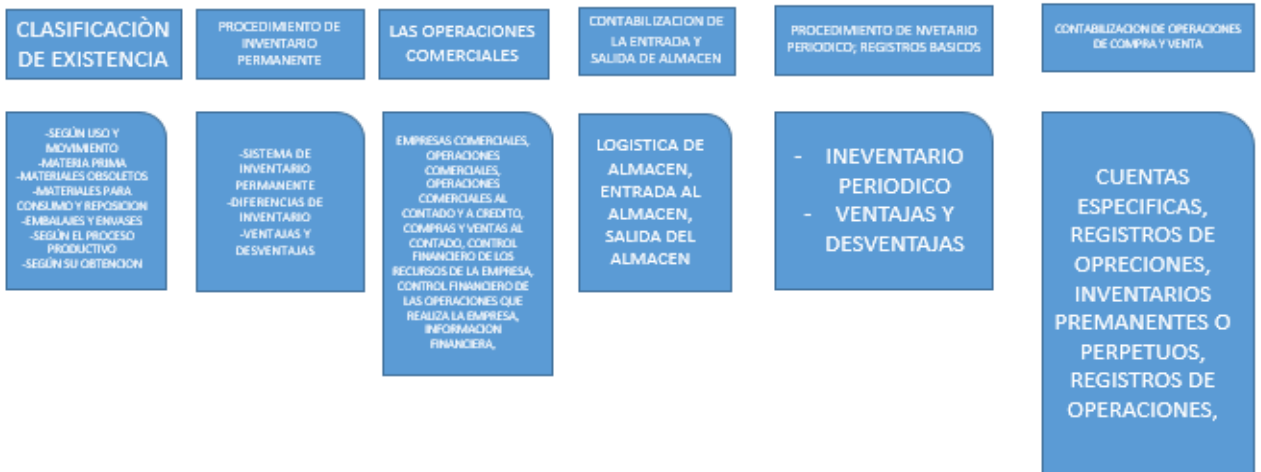 CLASIFICACIÒN
DE EXISTENCIA
PROCEDIMIENTO DE
INVENTARIO
PERMANENTE
LAS OPERACIONES
COMERCIALES
CONTABILIZACION DE
LA ENTRADA Y
SALIDA DE ALMACEN
PROCEDIMIENTO DE NVETARIO
PERIODICO; REGISTROS BASICOS
CONTABILIZACION DE OPERACIONES
DE COMPRA Y VENTA
-SEGÚN USO Y
MOVIMIENTO
-MATERIA PRIMA
-MATERIALES OBSOLETOS
-MATERIALES PARA
CONSUMO Y REPOSICION
-EMBALAJES Y ENVASES
-SEGÚN EL PROCESO
PRODUCTIVO
-SEGÚN SU OBTENCION
-SISTEMA DE
INVENTARIO
PERMANENTE
-DIFERENCIAS DE
INVENTARIO
-VENTAJAS Y
DESVENTAJAS
EMPRESAS COMERCIALES,
OPERACIONES
COMERCIALES,
OPERACIONES
COMERCIALES AL
CONTADO Y A CREDITO,
COMPRAS Y VENTAS AL
CONTADO, CONTROL
FINANCIERO DE LOS
RECURSOS DE LA EMPRESA,
CONTROL FINANCIERO DE
LAS OPERACIONES QUE
REALIZA LA EMPRESA,
INFORMACION
FINANCIERA,
LOGISTICA DE
ALMACEN,
ENTRADA AL
ALMACEN,
SALIDA DEL
ALMACEN
- INEVENTARIO
PERIODICO
- VENTAJAS Y
DESVENTAJAS
CUENTAS
ESPECIFICAS,
REGISTROS DE
OPRECIONES,
INVENTARIOS
PREMANENTES O
PERPETUOS,
REGISTROS DE
OPERACIONES,